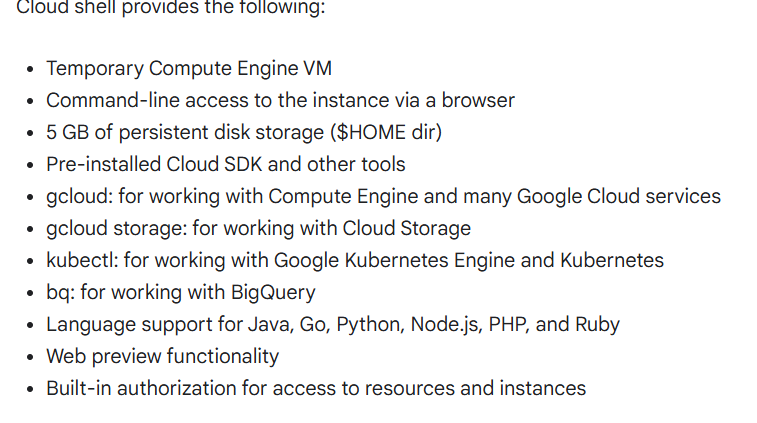 Cloud shell provides the following:
• Temporary Compute Engine VM
• Command-line access to the instance via a browser
• 5 GB of persistent disk storage ($HOME dir)
• Pre-installed Cloud SDK and other tools
• gcloud: for working with Compute Engine and many Google Cloud services
• gcloud storage: for working with Cloud Storage
• kubectl: for working with Google Kubernetes Engine and Kubernetes
• bq: for working with BigQuery
• Language support for Java, Go, Python, Node.js, PHP, and Ruby
• Web preview functionality
• Built-in authorization for access to resources and instances